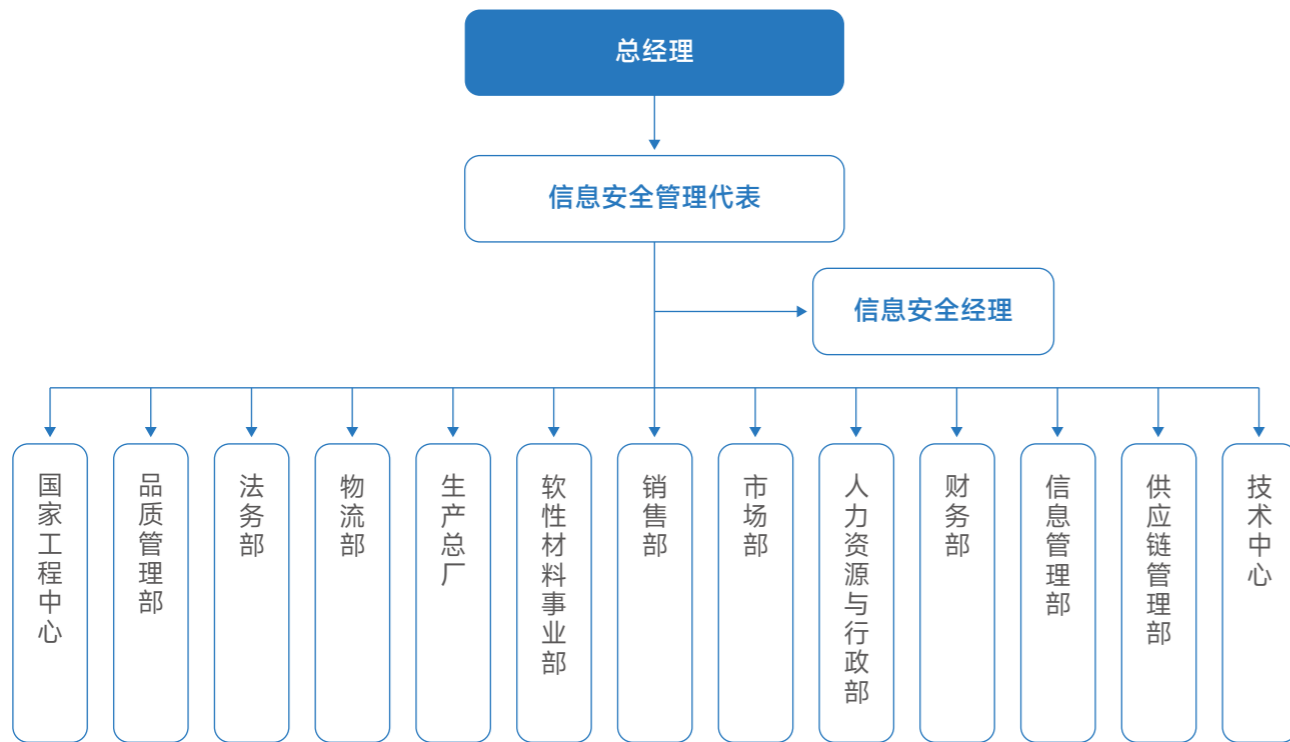 总经理
信息安全管理代表
信息安全经理
国家工程中心
品质管理部
法务部
物流部
生产总厂
软性材料事业部
销售部
市场部
人力资源与行政部
财务部
信息管理部
供应链管理部
技术中心